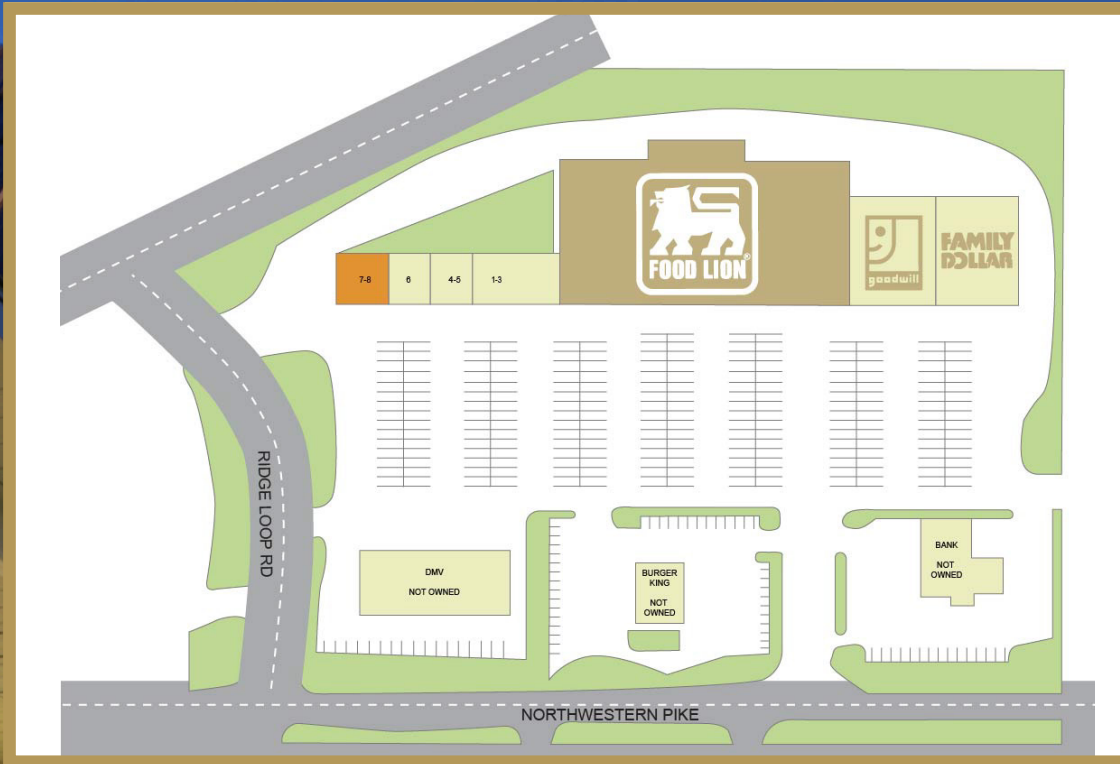 FOOD LION®
goodwill
FAMILY
DOLLAR
7-8
6
4-5
1-3
RIDGE LOOP RD
DMV
NOT OWNED
BURGER
KING
NOT
OWNED
BANK
NOT
OWNED
NORTHWESTERN PIKE